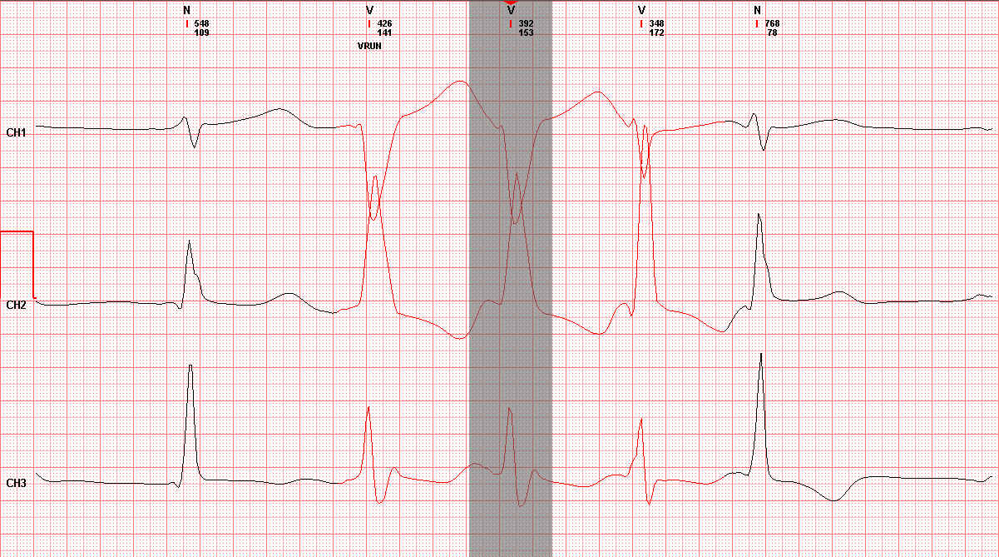 N V V V N
548 426 392 348 768
109 141 153 172 78
VRUN
CH1
CH2
CH3